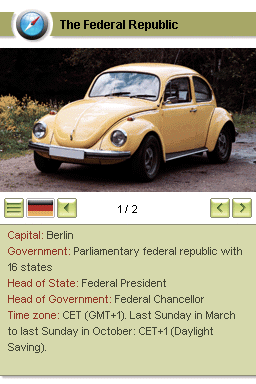 The Federal Republic
1 / 2
Capital: Berlin
Government: Parliamentary federal republic with
16 states
Head of State: Federal President
Head of Government: Federal Chancellor
Time zone: CET (GMT+1). Last Sunday in March
to last Sunday in October: CET+1 (Daylight
Saving).